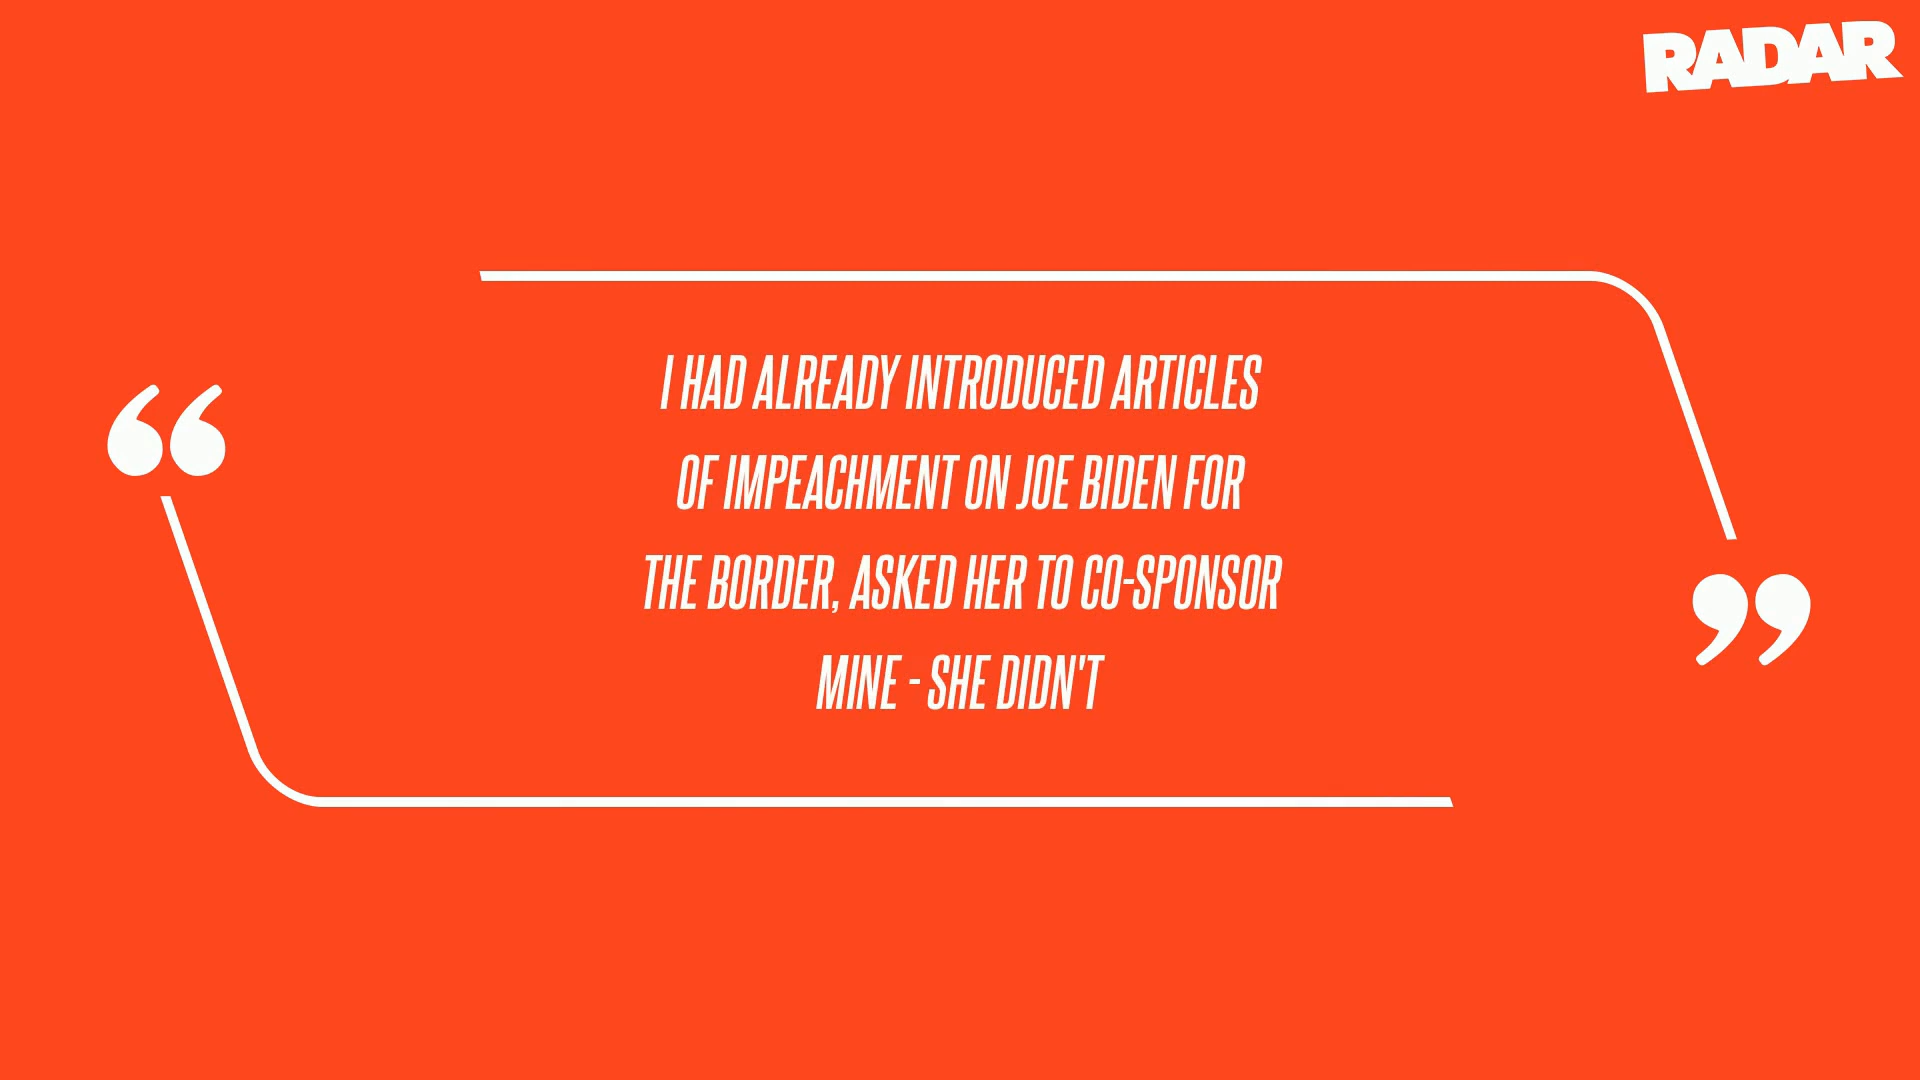 RADAR
“
I HAD ALREADY INTRODUCED ARTICLES
OF IMPEACHMENT ON JOE BIDEN FOR
THE BORDER, ASKED HER TO CO-SPONSOR
MINE - SHE DIDN'T
”